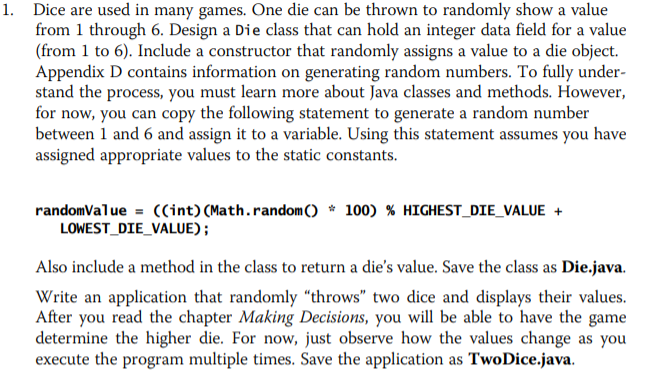 1. Dice are used in many games. One die can be thrown to randomly show a value
from 1 through 6. Design a Die class that can hold an integer data field for a value
(from 1 to 6). Include a constructor that randomly assigns a value to a die object.
Appendix D contains information on generating random numbers. To fully under-
stand the process, you must learn more about Java classes and methods. However,
for now, you can copy the following statement to generate a random number
between 1 and 6 and assign it to a variable. Using this statement assumes you have
assigned appropriate values to the static constants.
randomValue = ((int)(Math.random() * 100) % HIGHEST_DIE_VALUE +
LOWEST_DIE_VALUE);
Also include a method in the class to return a die's value. Save the class as Die.java.
Write an application that randomly “throws” two dice and displays their values.
After you read the chapter Making Decisions, you will be able to have the game
determine the higher die. For now, just observe how the values change as you
execute the program multiple times. Save the application as TwoDice.java.